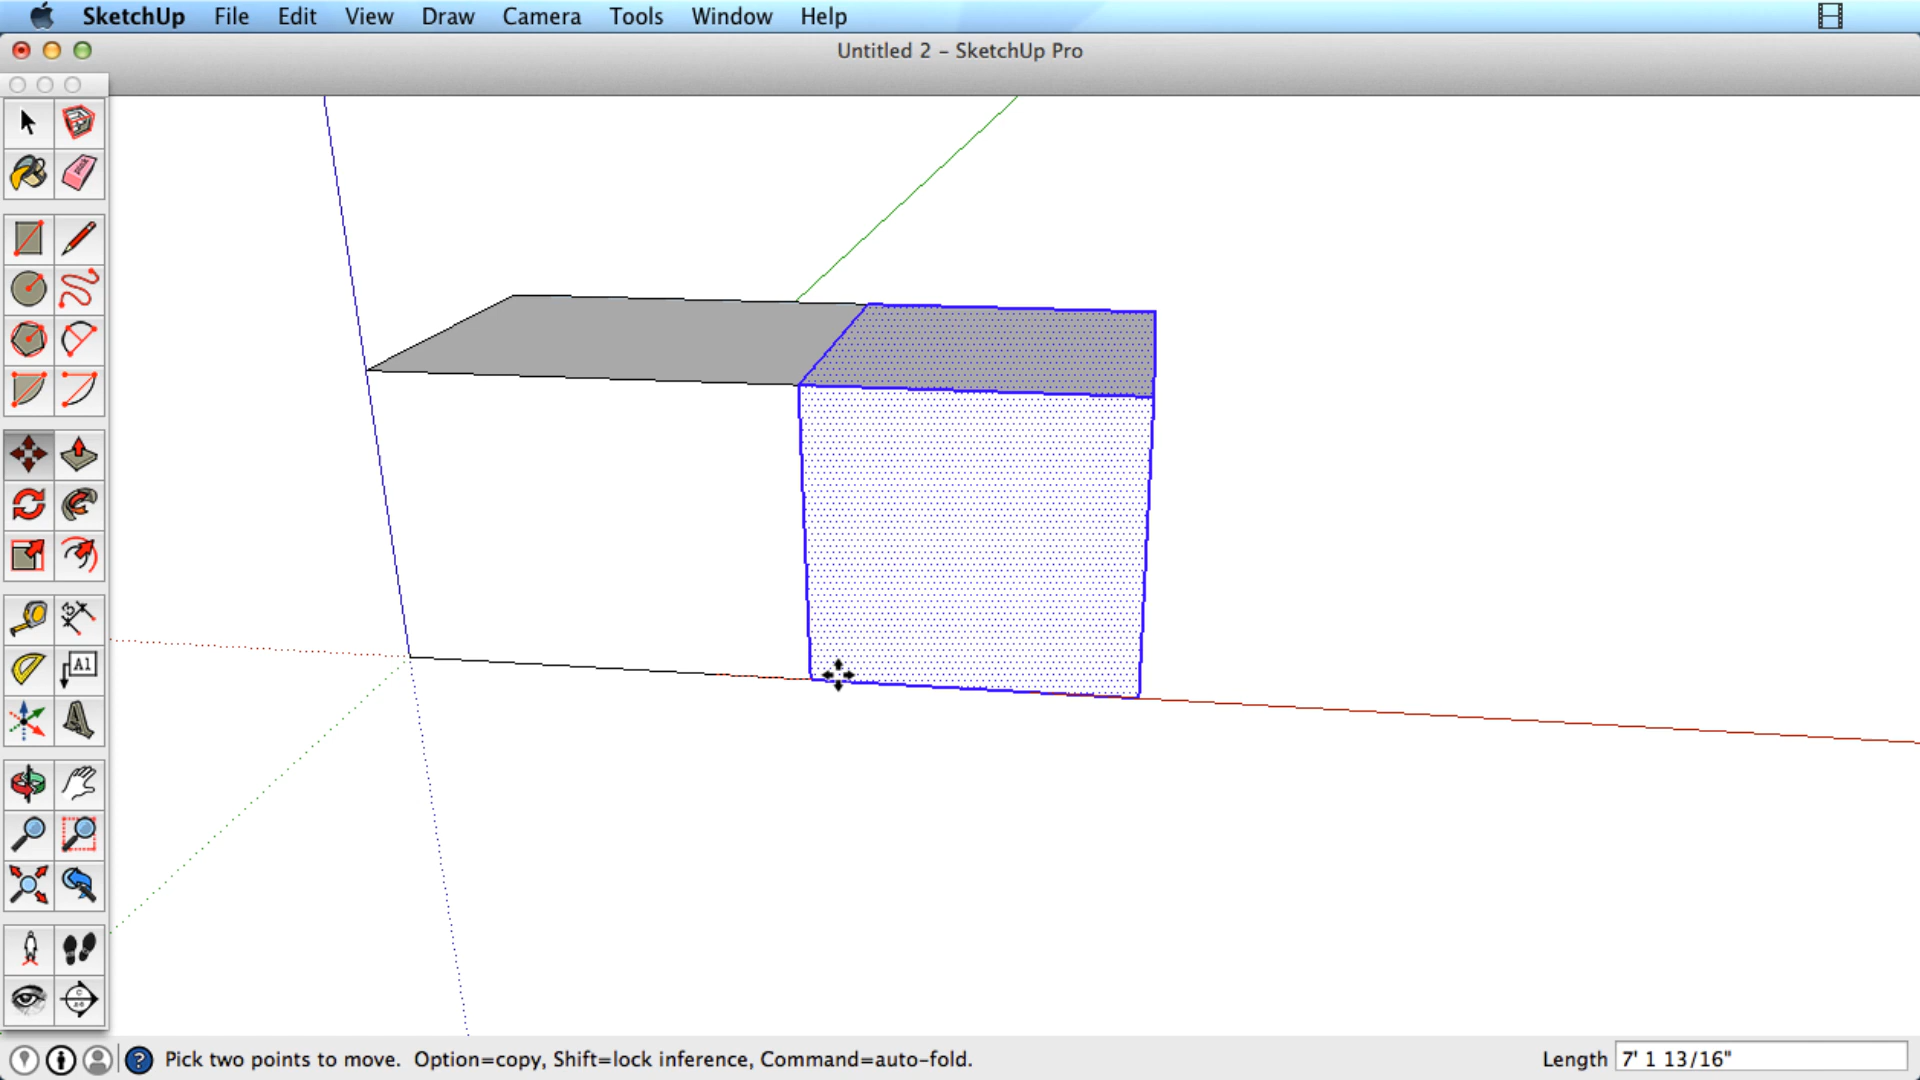 SketchUp File Edit View Draw Camera Tools Window Help
Untitled 2 – SketchUp Pro
A1
Pick two points to move. Option=copy, Shift=lock inference, Command=auto-fold.
Length 7' 1 13/16"